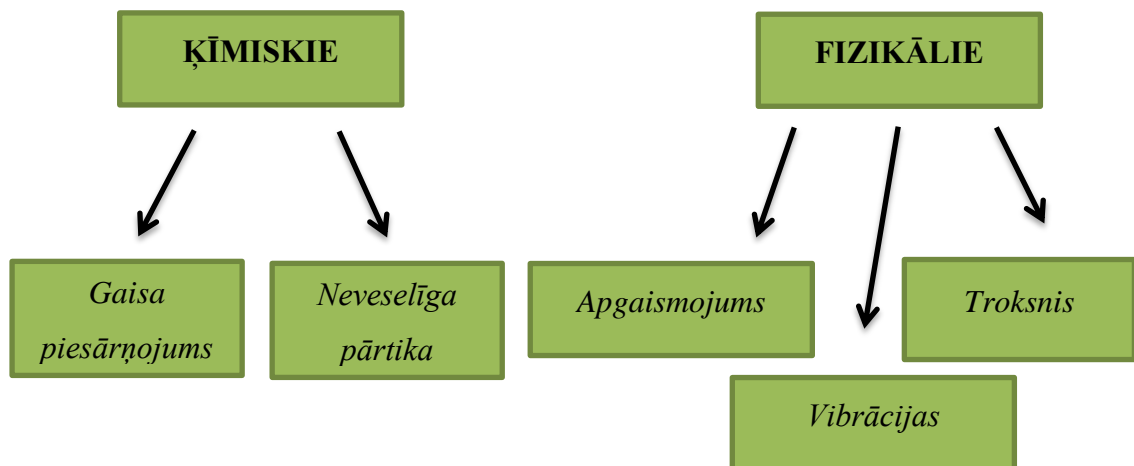 ĶĪMISKIE
FIZIKĀLIE
Gaisa
piesārņojums
Neveselīga
pārtika
Apgaismojums
Troksnis
Vibrācijas